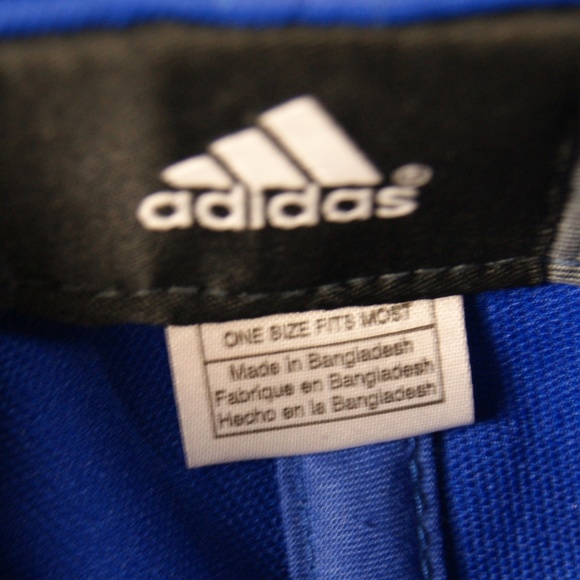 adidas®
ONE SIZE FITS MOST
Made in Bangladesh
Fabrique en Bangladesh
Hecho en la Bangladesh